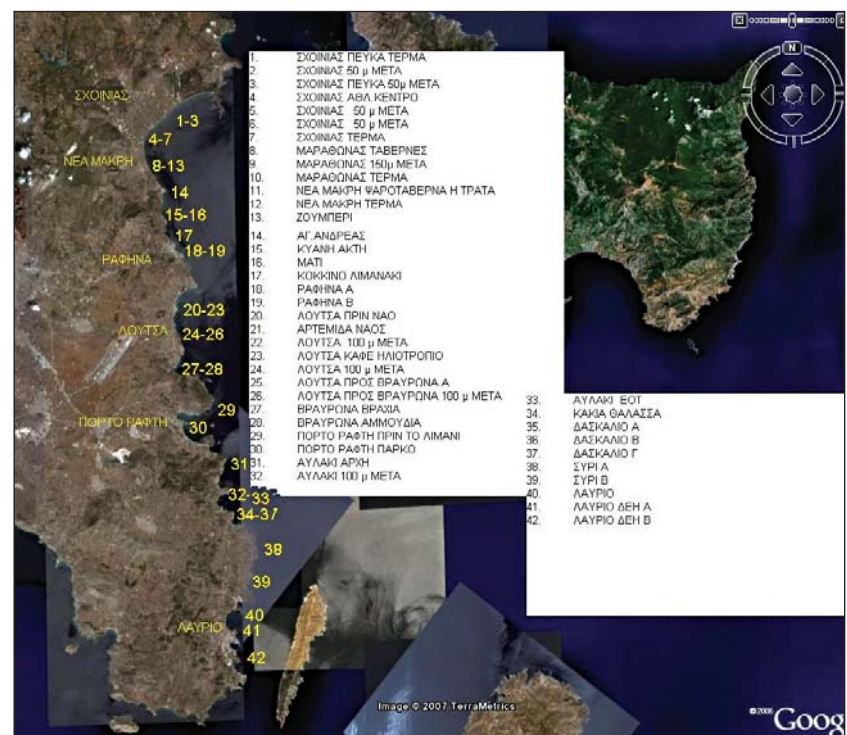 N
1. ΣΧΟΙΝΙΑΣ ΠΕΥΚΑ ΤΕΡΜΑ
2. ΣΧΟΙΝΙΑΣ 50 μ ΜΕΤΑ
3. ΣΧΟΙΝΙΑΣ ΠΕΥΚΑ 50μ ΜΕΤΑ
4. ΣΧΟΙΝΙΑΣ ΑΘΛ.ΚΕΝΤΡΟ
5. ΣΧΟΙΝΙΑΣ 50 μ ΜΕΤΑ
6. ΣΧΟΙΝΙΑΣ 50 μ ΜΕΤΑ
7. ΣΧΟΙΝΙΑΣ ΤΕΡΜΑ
8. ΜΑΡΑΘΩΝΑΣ ΤΑΒΕΡΝΕΣ
9. ΜΑΡΑΘΩΝΑΣ 150μ ΜΕΤΑ
10. ΜΑΡΑΘΩΝΑΣ ΤΕΡΜΑ
11. ΝΕΑ ΜΑΚΡΗ ΨΑΡΟΤΑΒΕΡΝΑ Η ΤΡΑΤΑ
12. ΝΕΑ ΜΑΚΡΗ ΤΕΡΜΑ
13. ΖΟΥΜΠΕΡΙ
14. ΑΓ.ΑΝΔΡΕΑΣ
15. ΚΥΑΝΗ ΑΚΤΗ
16. ΜΑΤΙ
17. ΚΟΚΚΙΝΟ ΛΙΜΑΝΑΚΙ
18. ΡΑΦΗΝΑ Α
19. ΡΑΦΗΝΑ Β
20. ΛΟΥΤΣΑ ΠΡΙΝ ΝΑΟ
21. ΑΡΤΕΜΙΔΑ ΝΑΟΣ
22. ΛΟΥΤΣΑ 100 μ ΜΕΤΑ
23. ΛΟΥΤΣΑ ΚΑΦΕ ΗΛΙΟΤΡΟΠΙΟ
24. ΛΟΥΤΣΑ 100 μ ΜΕΤΑ
25. ΛΟΥΤΣΑ ΠΡΟΣ ΒΡΑΥΡΩΝΑ Α
26. ΛΟΥΤΣΑ ΠΡΟΣ ΒΡΑΥΡΩΝΑ 100 μ ΜΕΤΑ
27. ΒΡΑΥΡΩΝΑ ΒΡΑΧΙΑ
28. ΒΡΑΥΡΩΝΑ ΑΜΜΟΥΔΙΑ
29. ΠΟΡΤΟ ΡΑΦΤΗ ΠΡΙΝ ΤΟ ΛΙΜΑΝΙ
30. ΠΟΡΤΟ ΡΑΦΤΗ ΠΑΡΚΟ
31. ΑΥΛΑΚΙ ΑΡΧΗ
32. ΑΥΛΑΚΙ 100 μ ΜΕΤΑ
33. ΑΥΛΑΚΙ ΕΟΤ
34. ΚΑΚΙΑ ΘΑΛΑΣΣΑ
35. ΔΑΣΚΑΛΙΟ Α
36 ΔΑΣΚΑΛΙΟ Β
37. ΔΑΣΚΑΛΙΟ Γ
38. ΣΥΡΙ Α
39. ΣΥΡΙ Β
40. ΛΑΥΡΙΟ
41. ΛΑΥΡΙΟ ΔΕΗ Α
42. ΛΑΥΡΙΟ ΔΕΗ Β
ΣΧΟΙΝΙΑΣ
1-3
4-7
ΝΕΑ ΜΑΚΡΗ
8-13
14
15-16
17
18-19
ΡΑΦΗΝΑ
20-23
ΛΟΥΤΣΑ
24-26
27-28
29
ΠΟΡΤΟ ΡΑΦΤΗ
30
31
32-33
34-37
38
39
40
ΛΑΥΡΙΟ
41
42
Image © 2007 TerraMetrics
Goog